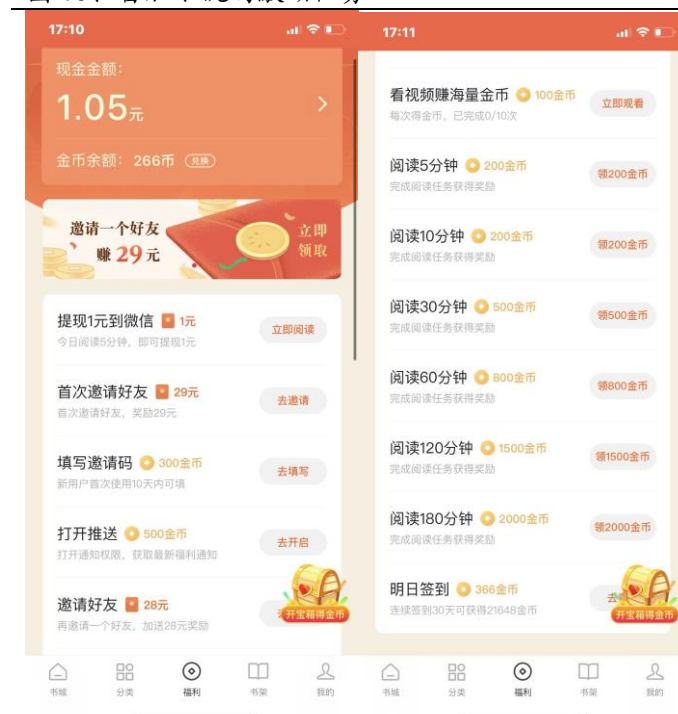 17:10
现金金额：
1.05元
金币余额：266币 兑换
邀请一个好友
赚 29 元
立即
领取
提现1元到微信 1元
今日阅读5分钟，即可提现1元
立即阅读
首次邀请好友 29元
首次邀请好友，奖励29元
去邀请
填写邀请码 300金币
新用户首次使用10天内可填
去填写
打开推送 500金币
打开通知权限，获取最新福利通知
去开启
邀请好友 28元
再邀请一个好友，加送28元奖励
开宝箱得金币
书城 分类 福利 书架 我的
17:11
看视频赚海量金币 100金币
每次得金币，已完成0/10次
立即观看
阅读5分钟 200金币
完成阅读任务获得奖励
领200金币
阅读10分钟 200金币
完成阅读任务获得奖励
领200金币
阅读30分钟 500金币
完成阅读任务获得奖励
领500金币
阅读60分钟 800金币
完成阅读任务获得奖励
领800金币
阅读120分钟 1500金币
完成阅读任务获得奖励
领1500金币
阅读180分钟 2000金币
完成阅读任务获得奖励
领2000金币
明日签到 366金币
连续签到30天可获得21648金币
去
开宝箱得金币
书城 分类 福利 书架 我的